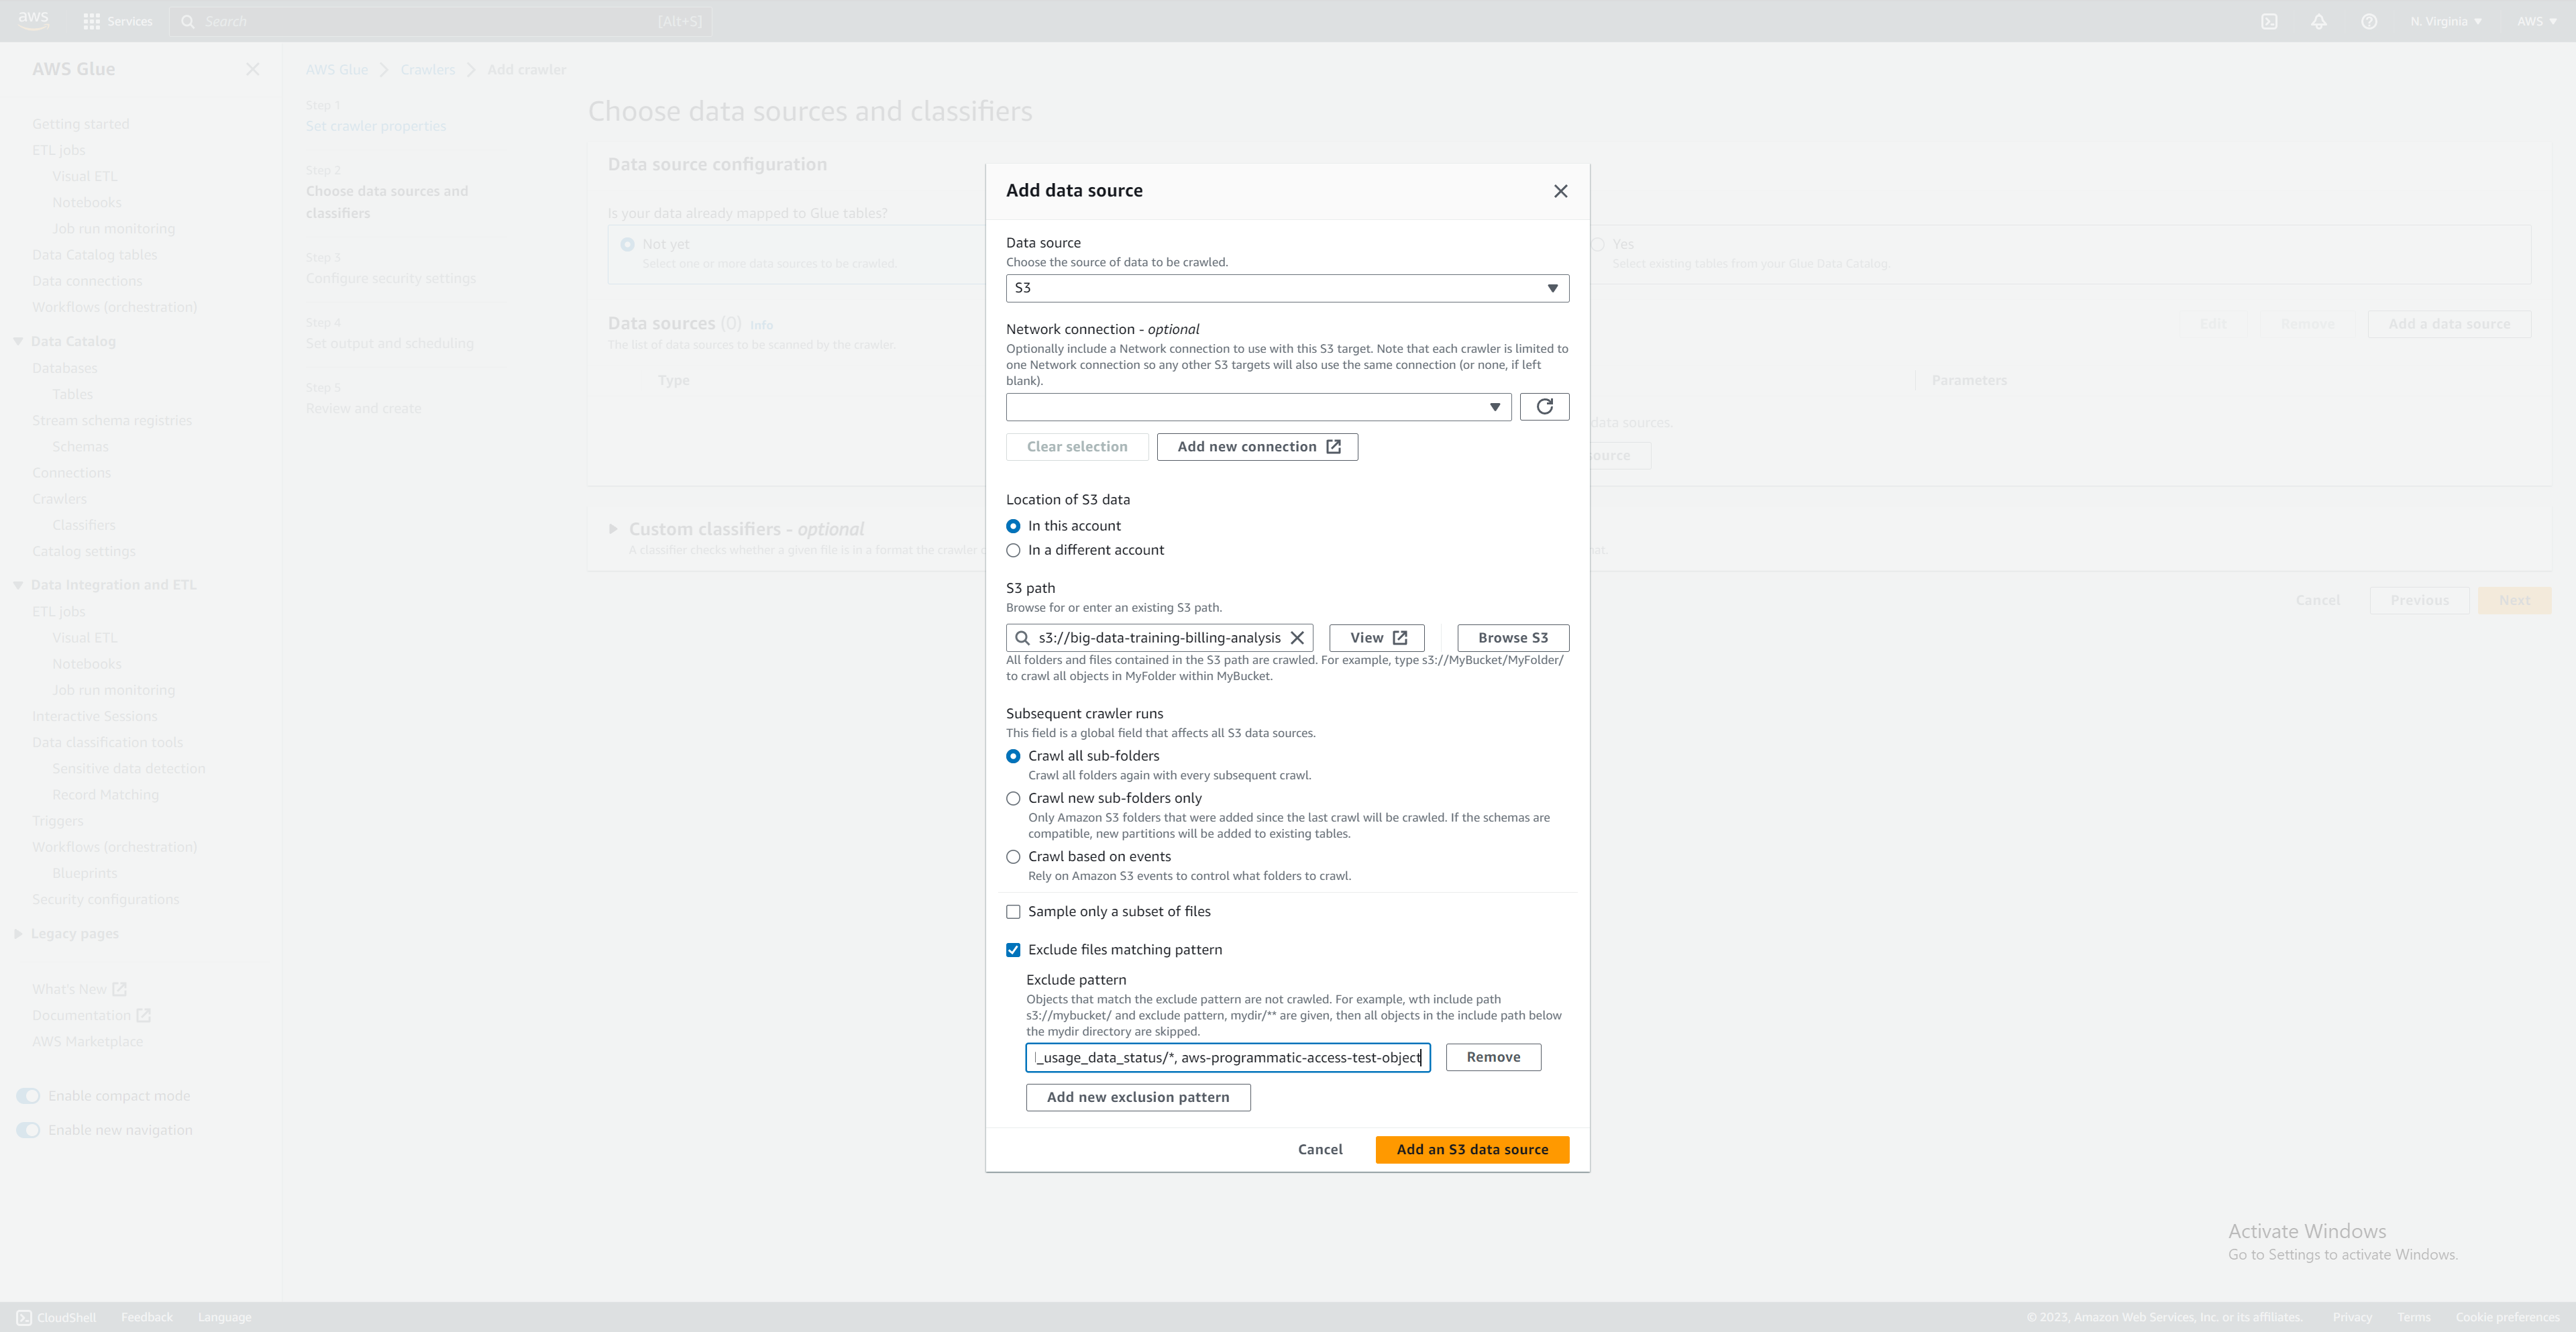 aws
Services
Search
[Alt+S]
N. Virginia
AWS
AWS Glue
Getting started
ETL jobs
Visual ETL
Notebooks
Job run monitoring
Data Catalog tables
Data connections
Workflows (orchestration)
Data Catalog
Databases
Tables
Stream schema registries
Schemas
Connections
Crawlers
Classifiers
Catalog settings
Data Integration and ETL
ETL jobs
Visual ETL
Notebooks
Job run monitoring
Interactive Sessions
Data classification tools
Sensitive data detection
Record Matching
Triggers
Workflows (orchestration)
Blueprints
Security configurations
Legacy pages
What's New
Documentation
AWS Marketplace
Enable compact mode
Enable new navigation
AWS Glue
Crawlers
Add crawler
Step 1
Set crawler properties
Step 2
Choose data sources and
classifiers
Step 3
Configure security settings
Step 4
Set output and scheduling
Step 5
Review and create
Choose data sources and classifiers
Data source configuration
Is your data already mapped to Glue tables?
Not yet
Select one or more data sources to be crawled
Yes
Select existing tables from your Glue Data Catalog.
Data sources (0) Info
The list of data sources to be scanned by the crawler.
Edit
Remove
Add a data source
Type
Parameters
data sources.
source
Custom classifiers - optional
A classifier checks whether a given file is in a format the crawler
Cancel
Previous
Next
Add data source
Data source
Choose the source of data to be crawled.
S3
Network connection - optional
Optionally include a Network connection to use with this S3 target. Note that each crawler is limited to
one Network connection so any other S3 targets will also use the same connection (or none, if left
blank).
Clear selection
Add new connection
Location of S3 data
In this account
In a different account
S3 path
Browse for or enter an existing S3 path.
s3://big-data-training-billing-analysis
View
Browse S3
All folders and files contained in the S3 path are crawled. For example, type s3://MyBucket/MyFolder/
to crawl all objects in MyFolder within MyBucket.
Subsequent crawler runs
This field is a global field that affects all S3 data sources.
Crawl all sub-folders
Crawl all folders again with every subsequent crawl.
Crawl new sub-folders only
Only Amazon S3 folders that were added since the last crawl will be crawled. If the schemas are
compatible, new partitions will be added to existing tables.
Crawl based on events
Rely on Amazon S3 events to control what folders to crawl.
Sample only a subset of files
Exclude files matching pattern
Exclude pattern
Objects that match the exclude pattern are not crawled. For example, wth include path
s3://mybucket/ and exclude pattern, mydir/** are given, then all objects in the include path below
the mydir directory are skipped.
_usage_data_status/*, aws-programmatic-access-test-object
Remove
Add new exclusion pattern
Cancel
Add an S3 data source
Activate Windows
Go to Settings to activate Windows.
CloudShell
Feedback
Language
© 2023, Amazon Web Services, Inc. or its affiliates.
Privacy
Terms
Cookie preferences